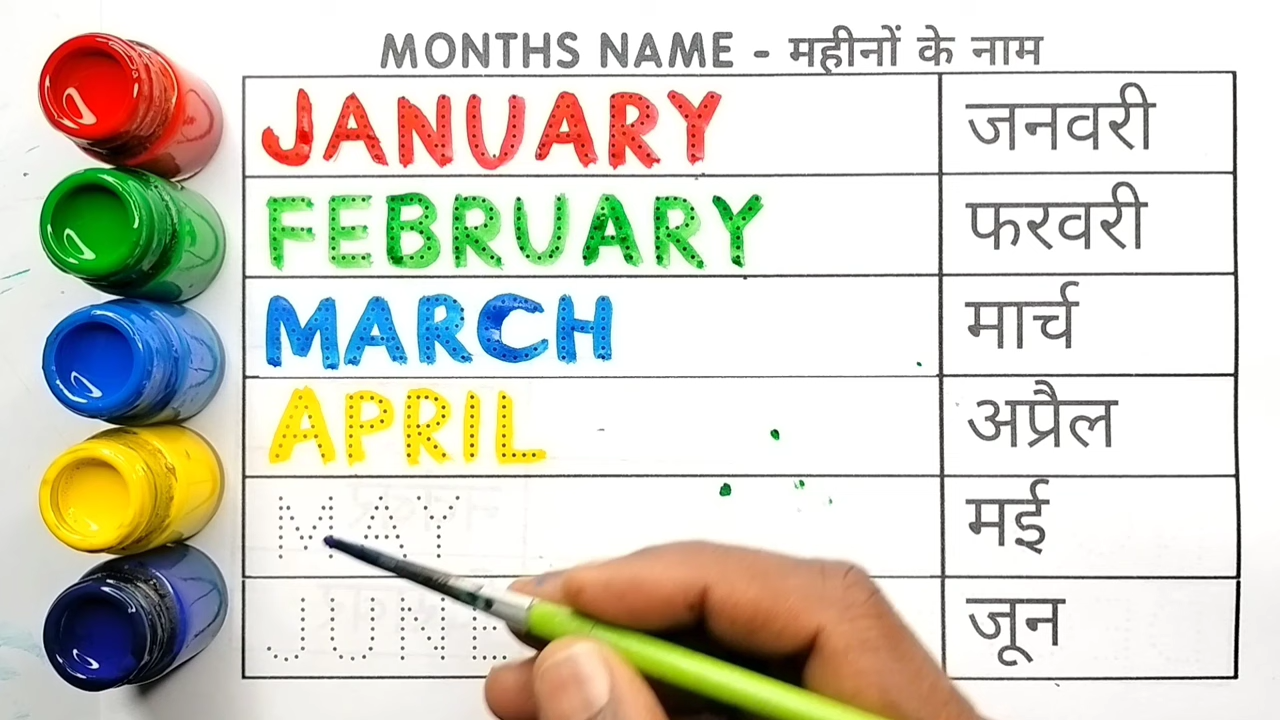 MONTHS NAME - महीनों के नाम
JANUARY जनवरी
FEBRUARY फरवरी
MARCH मार्च
APRIL अप्रैल
MAY मई
JUNE जून